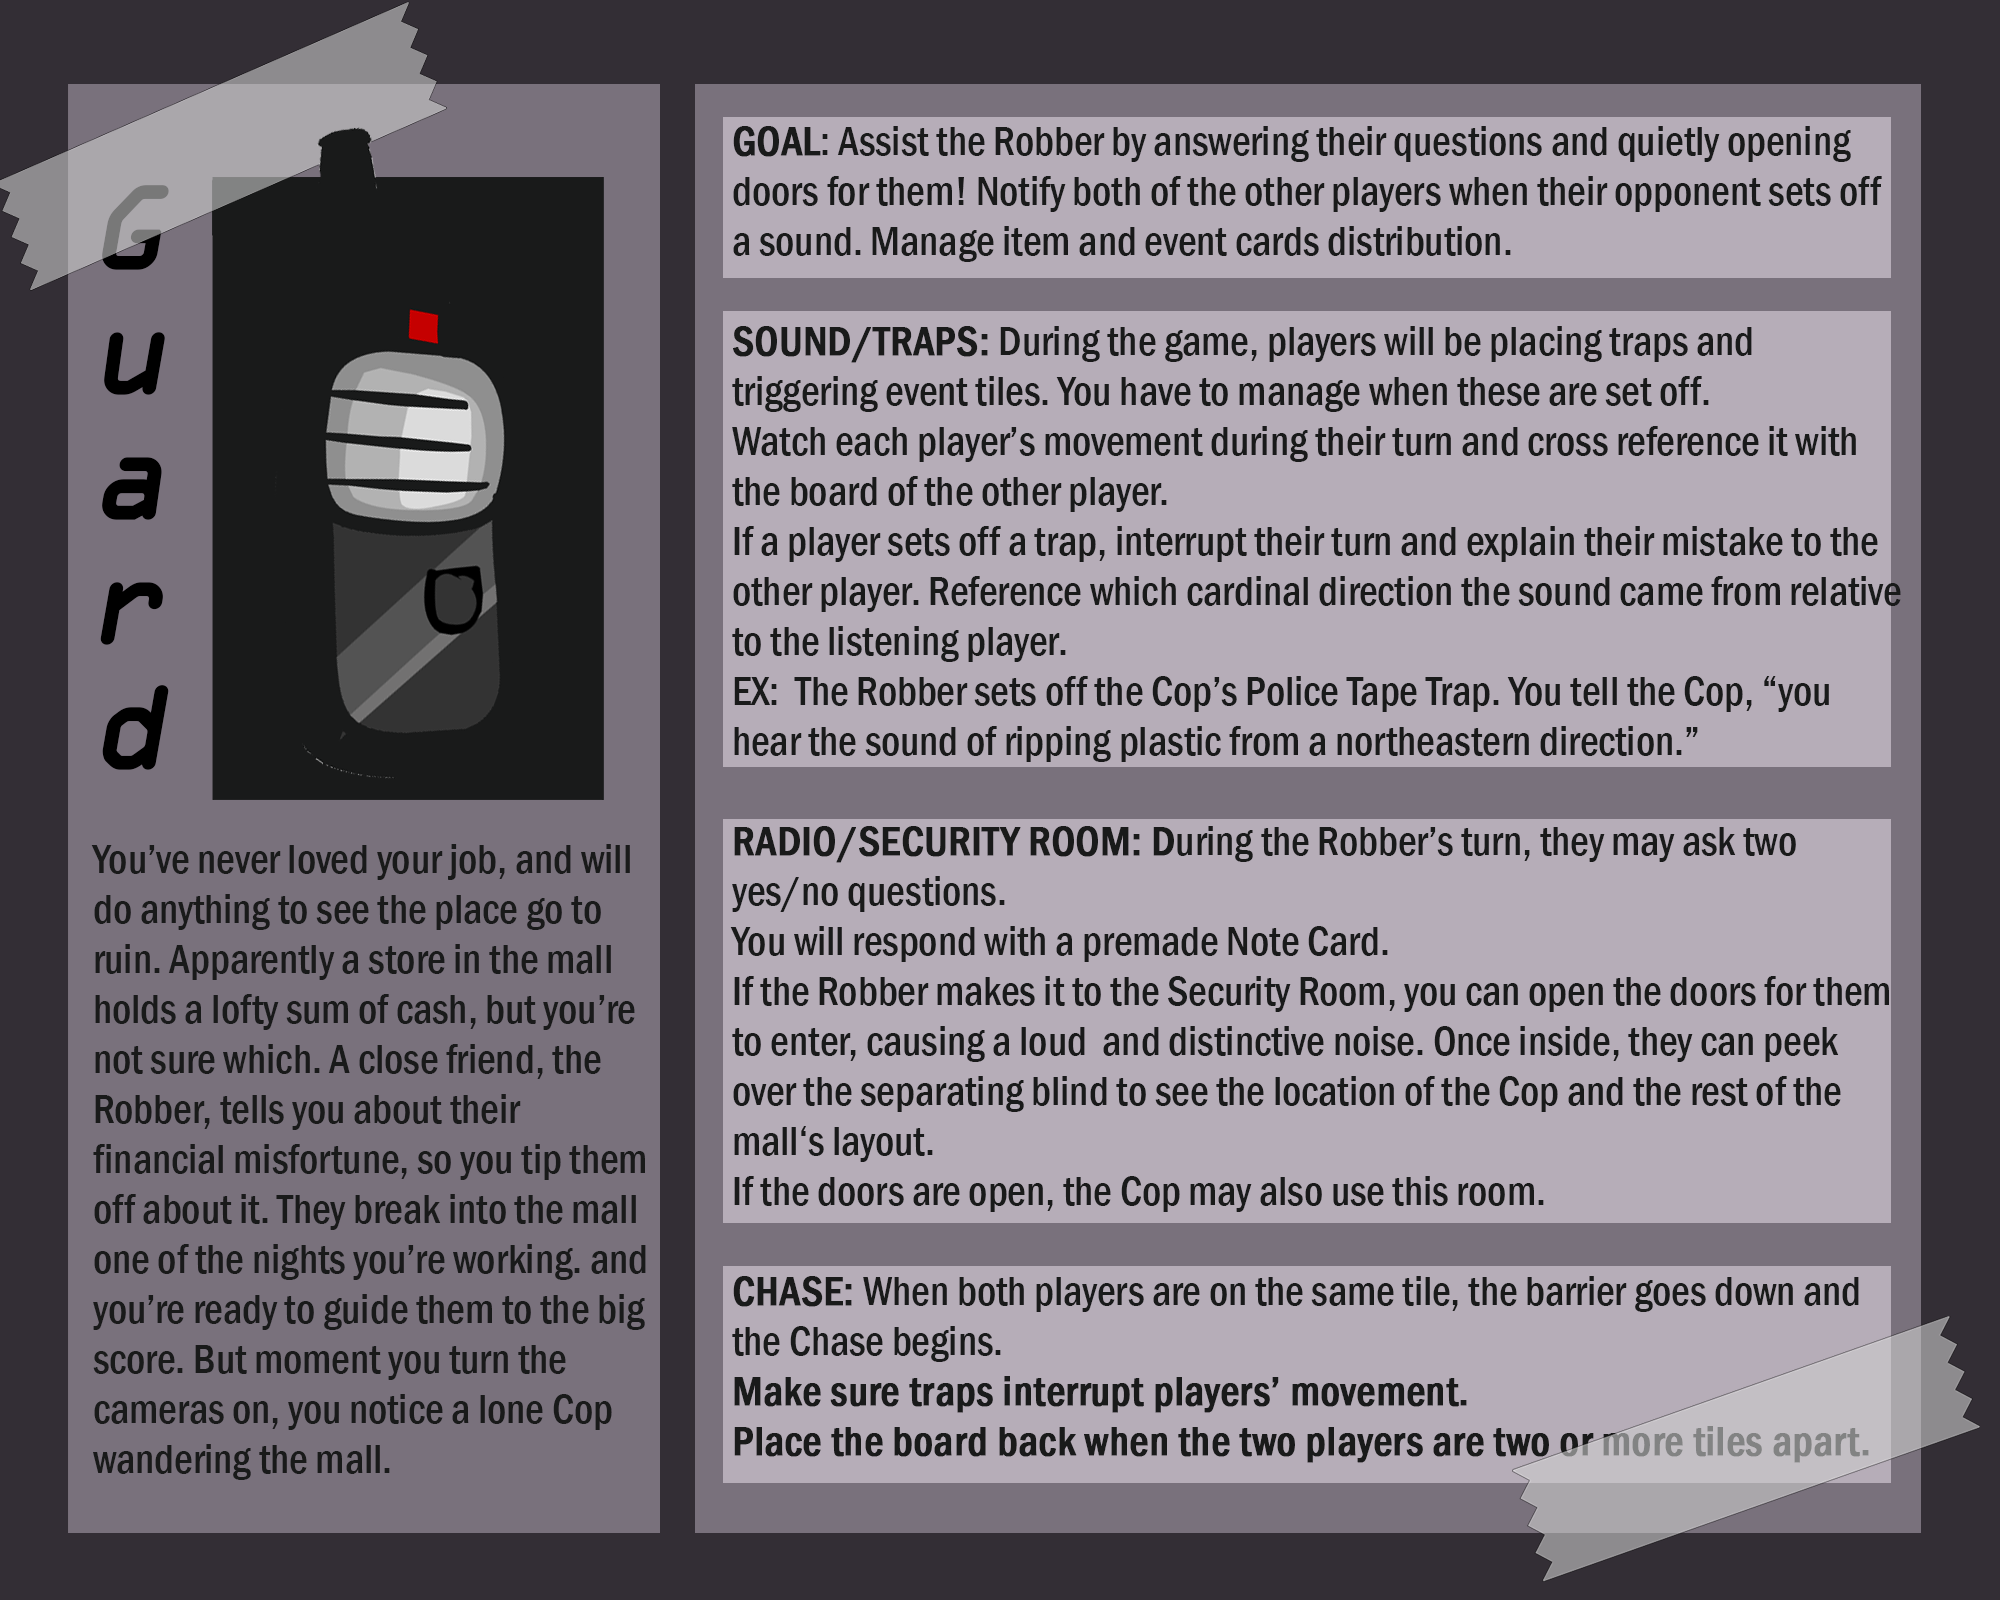 Guard
You’ve never loved your job, and will
do anything to see the place go to
ruin. Apparently a store in the mall
holds a lofty sum of cash, but you’re
not sure which. A close friend, the
Robber, tells you about their
financial misfortune, so you tip them
off about it. They break into the mall
one of the nights you’re working. and
you’re ready to guide them to the big
score. But moment you turn the
cameras on, you notice a lone Cop
wandering the mall.
GOAL: Assist the Robber by answering their questions and quietly opening
doors for them! Notify both of the other players when their opponent sets off
a sound. Manage item and event cards distribution.
SOUND/TRAPS: During the game, players will be placing traps and
triggering event tiles. You have to manage when these are set off.
Watch each player’s movement during their turn and cross reference it with
the board of the other player.
If a player sets off a trap, interrupt their turn and explain their mistake to the
other player. Reference which cardinal direction the sound came from relative
to the listening player.
EX:  The Robber sets off the Cop’s Police Tape Trap. You tell the Cop, “you
hear the sound of ripping plastic from a northeastern direction.”
RADIO/SECURITY ROOM: During the Robber’s turn, they may ask two
yes/no questions.
You will respond with a premade Note Card.
If the Robber makes it to the Security Room, you can open the doors for them
to enter, causing a loud  and distinctive noise. Once inside, they can peek
over the separating blind to see the location of the Cop and the rest of the
mall‘s layout.
If the doors are open, the Cop may also use this room.
CHASE: When both players are on the same tile, the barrier goes down and
the Chase begins.
Make sure traps interrupt players’ movement.
Place the board back when the two players are two or more tiles apart.